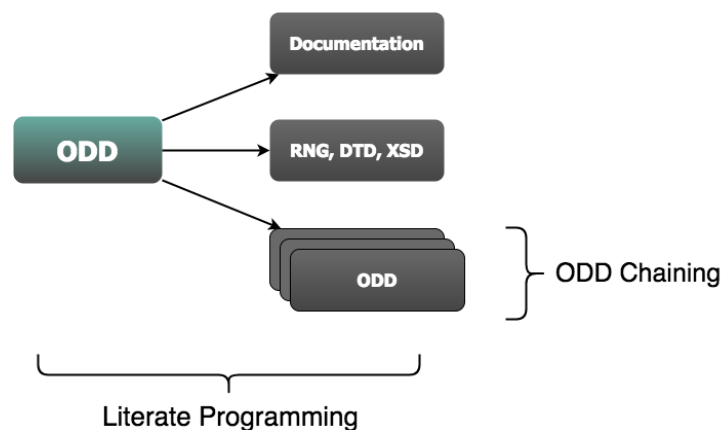 Documentation
ODD
RNG, DTD, XSD
ODD
ODD Chaining
Literate Programming